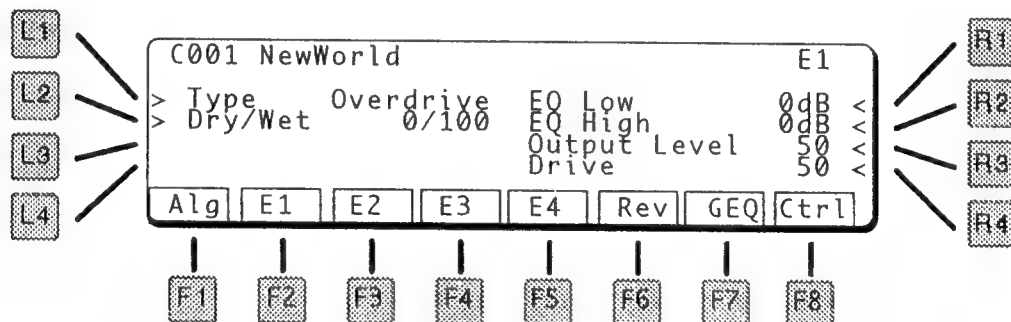 L1
L2
L3
L4
C001 NewWorld E1
> Type Overdrive EQ Low 0dB <
> Dry/Wet 0/100 EQ High 0dB <
Output Level 50 <
Drive 50 <
Alg E1 E2 E3 E4 Rev GEQ Ctrl
R1
R2
R3
R4
F1 F2 F3 F4 F5 F6 F7 F8